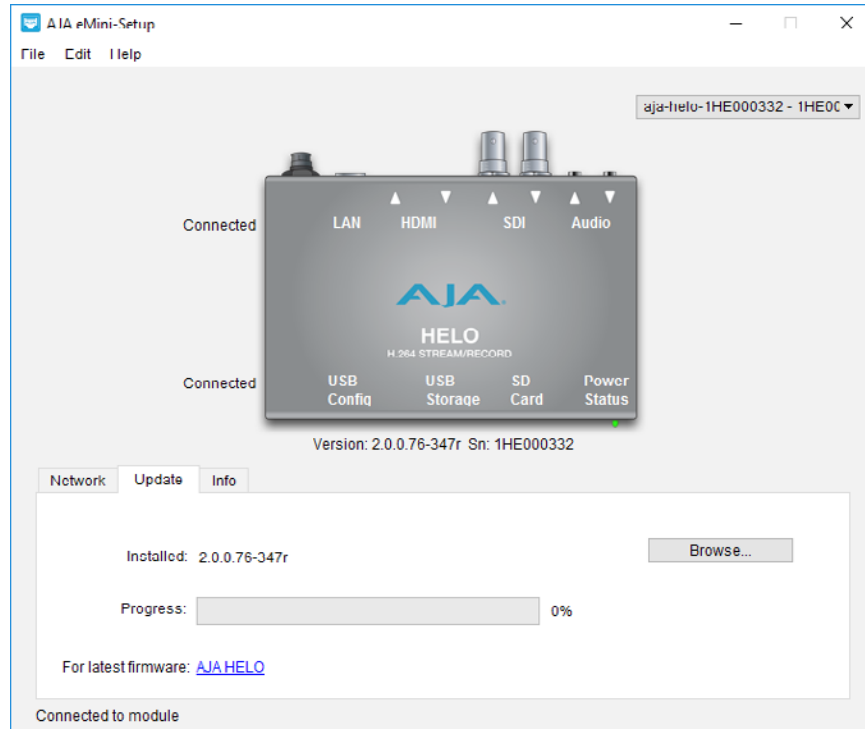 AJA eMini-Setup
File Edit Help
aja-helo-1HE000332 - 1HE0C
Connected
LAN HDMI SDI Audio
AJA
HELO
H.264 STREAM/RECORD
Connected
USB USB SD Power
Config Storage Card Status
Version: 2.0.0.76-347r Sn: 1HE000332
Network Update Info
Installed: 2.0.0.76-347r
Browse...
Progress: 0%
For latest firmware: AJA HELO
Connected to module